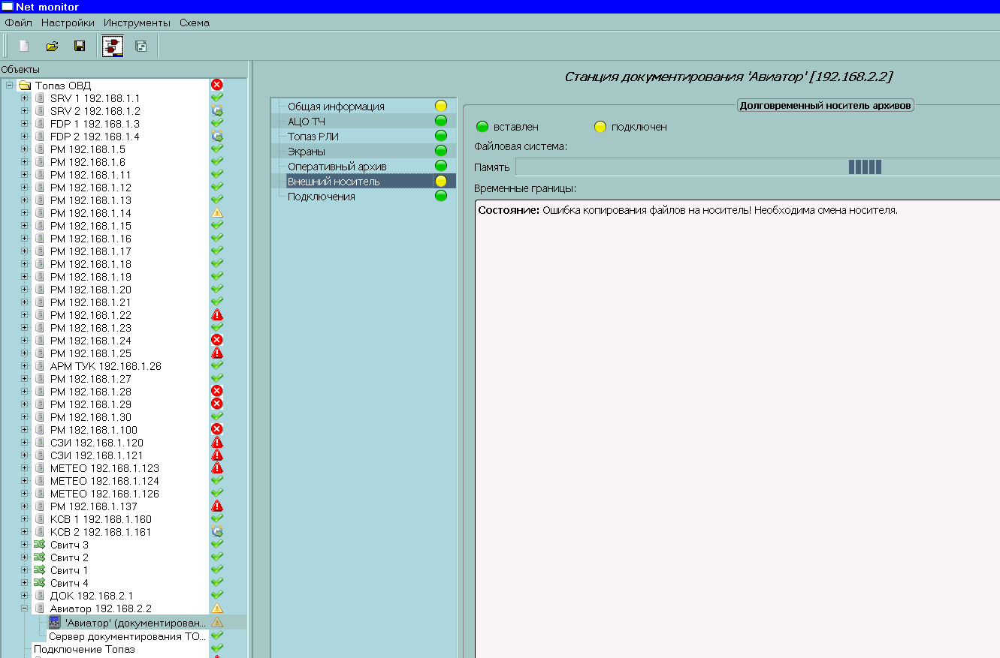 Net monitor
Файл Настройки Инструменты Схема
Объекты
Топаз ОВД
SRV 1 192.168.1.1
SRV 2 192.168.1.2
FDP 1 192.168.1.3
FDP 2 192.168.1.4
РМ 192.168.1.5
РМ 192.168.1.6
РМ 192.168.1.11
РМ 192.168.1.12
РМ 192.168.1.13
РМ 192.168.1.14
РМ 192.168.1.15
РМ 192.168.1.16
РМ 192.168.1.17
РМ 192.168.1.18
РМ 192.168.1.19
РМ 192.168.1.20
РМ 192.168.1.21
РМ 192.168.1.22
РМ 192.168.1.23
РМ 192.168.1.24
РМ 192.168.1.25
АРМ ТУК 192.168.1.26
РМ 192.168.1.27
РМ 192.168.1.28
РМ 192.168.1.29
РМ 192.168.1.30
РМ 192.168.1.100
СЗИ 192.168.1.120
СЗИ 192.168.1.121
МЕТЕО 192.168.1.123
МЕТЕО 192.168.1.124
МЕТЕО 192.168.1.126
РМ 192.168.1.137
КСВ 1 192.168.1.160
КСВ 2 192.168.1.161
Свитч 3
Свитч 2
Свитч 1
Свитч 4
ДОК 192.168.2.1
Авиатор 192.168.2.2
'Авиатор' (документирован...
Сервер документирования ТО...
Подключение Топаз
Станция документирования 'Авиатор' [192.168.2.2]
Общая информация
АЦО ТЧ
Топаз РЛИ
Экраны
Оперативный архив
Внешний носитель
Подключения
Долговременный носитель архивов
вставлен подключен
Файловая система:
Память
Временные границы:
Состояние: Ошибка копирования файлов на носитель! Необходима смена носителя.